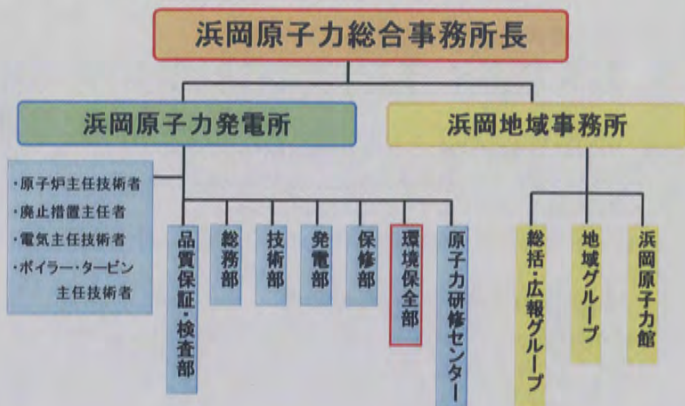 浜岡原子力総合事務所長
浜岡原子力発電所
浜岡地域事務所
・原子炉主任技術者
・廃止措置主任者
・電気主任技術者
・ボイラー・タービン
主任技術者
品質保証・検査部
総務部
技術部
発電部
保修部
環境保全部
原子力研修センター
総括・広報グループ
地域グループ
浜岡原子力館